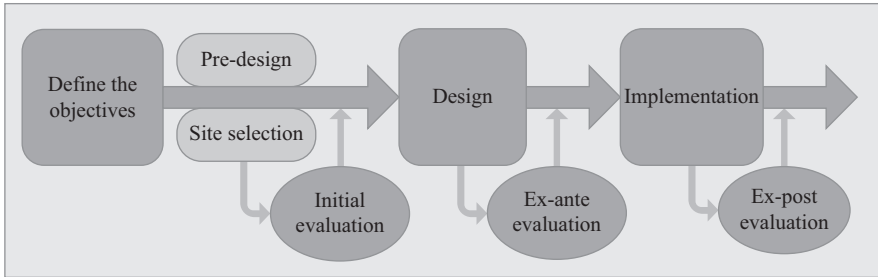 Define the
objectives
Pre-design
Site selection
Initial
evaluation
Design
Ex-ante
evaluation
Implementation
Ex-post
evaluation